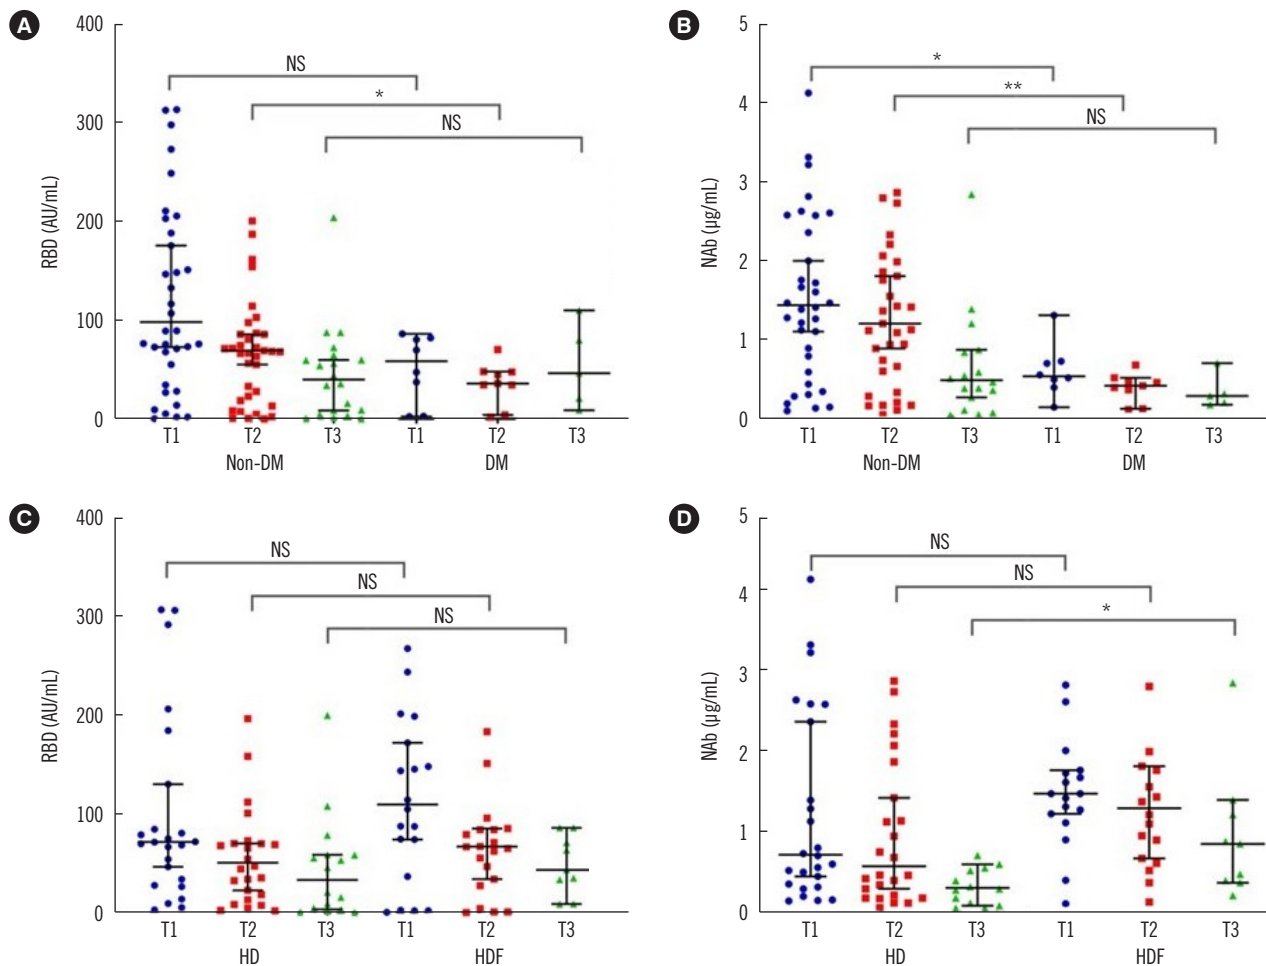 A
400
300
200
100
0
RBD (AU/mL)
NS
*
NS
T1 T2 T3 T1 T2 T3
Non-DM DM
B
5
4
3
2
1
0
NAb (µg/mL)
*
**
NS
T1 T2 T3 T1 T2 T3
Non-DM DM
C
400
300
200
100
0
RBD (AU/mL)
NS
NS
NS
T1 T2 T3 T1 T2 T3
HD HDF
D
5
4
3
2
1
0
NAb (µg/mL)
NS
NS
*
T1 T2 T3 T1 T2 T3
HD HDF